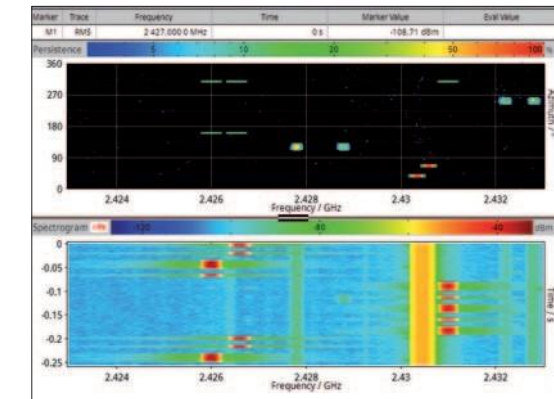 Marker Trace Frequency Time Marker Value Eval Value
M1 RMS 2 427,000 0 MHz 0 s -108,71 dBm
Persistence 5 10 20 50 100 %
360
270
180
90
0
Azimuth /
2.424 2.426 2.428 2.43 2.432
Frequency / GHz
Spectrogram -120 -80 -40 dBm
0
-0.05
-0.1
-0.15
-0.2
-0.25
Time / s
2.424 2.426 2.428 2.43 2.432
Frequency / GHz